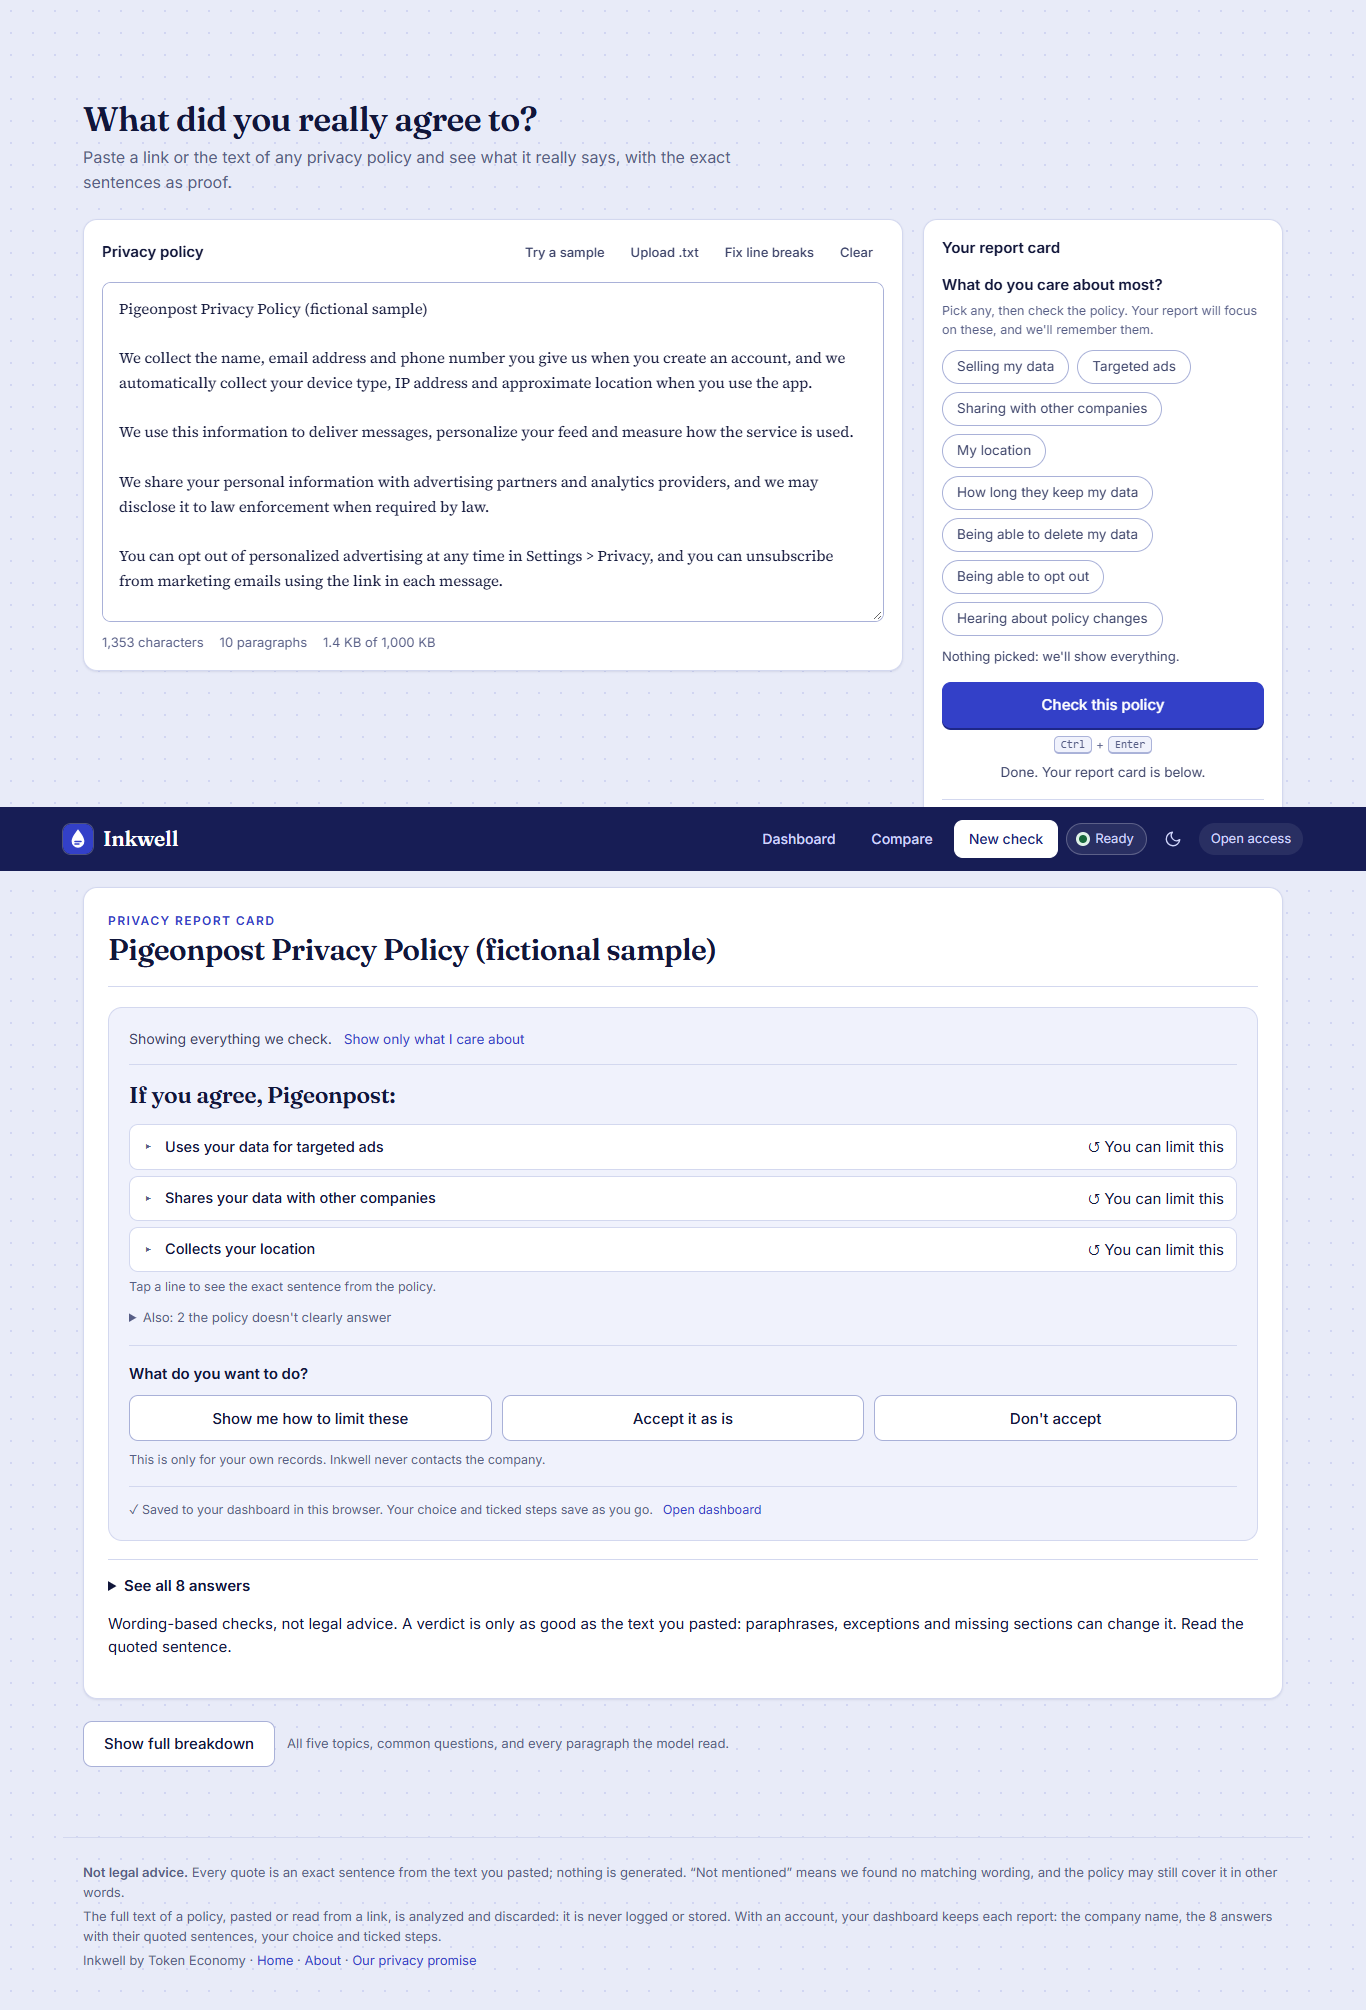 What did you really agree to?
Paste a link or the text of any privacy policy and see what it really says, with the exact
sentences as proof.
Privacy policy
Try a sample
Upload .txt
Fix line breaks
Clear
Pigeonpost Privacy Policy (fictional sample)
We collect the name, email address and phone number you give us when you create an account, and we
automatically collect your device type, IP address and approximate location when you use the app.
We use this information to deliver messages, personalize your feed and measure how the service is used.
We share your personal information with advertising partners and analytics providers, and we may
disclose it to law enforcement when required by law.
You can opt out of personalized advertising at any time in Settings > Privacy, and you can unsubscribe
from marketing emails using the link in each message.
1,353 characters
10 paragraphs
1.4 KB of 1,000 KB
Your report card
What do you care about most?
Pick any, then check the policy. Your report will focus
on these, and we'll remember them.
Selling my data
Targeted ads
Sharing with other companies
My location
How long they keep my data
Being able to delete my data
Being able to opt out
Hearing about policy changes
Nothing picked: we'll show everything.
Check this policy
Ctrl + Enter
Done. Your report card is below.
Inkwell
Dashboard
Compare
New check
Ready
Open access
PRIVACY REPORT CARD
Pigeonpost Privacy Policy (fictional sample)
Showing everything we check. Show only what I care about
If you agree, Pigeonpost:
▸ Uses your data for targeted ads ↺ You can limit this
▸ Shares your data with other companies ↺ You can limit this
▸ Collects your location ↺ You can limit this
Tap a line to see the exact sentence from the policy.
▶ Also: 2 the policy doesn't clearly answer
What do you want to do?
Show me how to limit these
Accept it as is
Don't accept
This is only for your own records. Inkwell never contacts the company.
✓ Saved to your dashboard in this browser. Your choice and ticked steps save as you go. Open dashboard
▶ See all 8 answers
Wording-based checks, not legal advice. A verdict is only as good as the text you pasted: paraphrases, exceptions and missing sections can change it. Read the
quoted sentence.
Show full breakdown
All five topics, common questions, and every paragraph the model read.
Not legal advice. Every quote is an exact sentence from the text you pasted; nothing is generated. “Not mentioned” means we found no matching wording, and the policy may still cover it in other
words.
The full text of a policy, pasted or read from a link, is analyzed and discarded: it is never logged or stored. With an account, your dashboard keeps each report: the company name, the 8 answers
with their quoted sentences, your choice and ticked steps.
Inkwell by Token Economy · Home · About · Our privacy promise